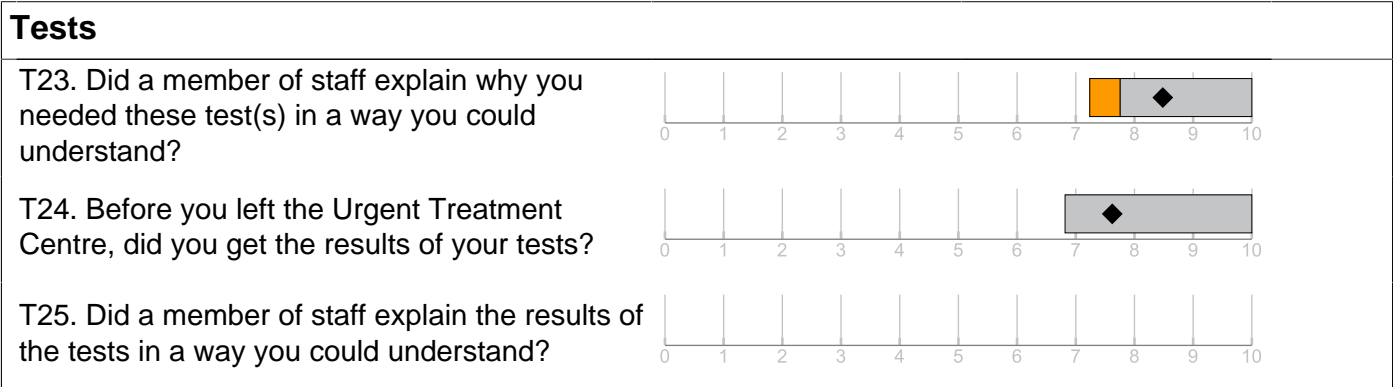 Tests
T23. Did a member of staff explain why you
needed these test(s) in a way you could
understand?
0 1 2 3 4 5 6 7 8 9 10
T24. Before you left the Urgent Treatment
Centre, did you get the results of your tests?
0 1 2 3 4 5 6 7 8 9 10
T25. Did a member of staff explain the results of
the tests in a way you could understand?
0 1 2 3 4 5 6 7 8 9 10